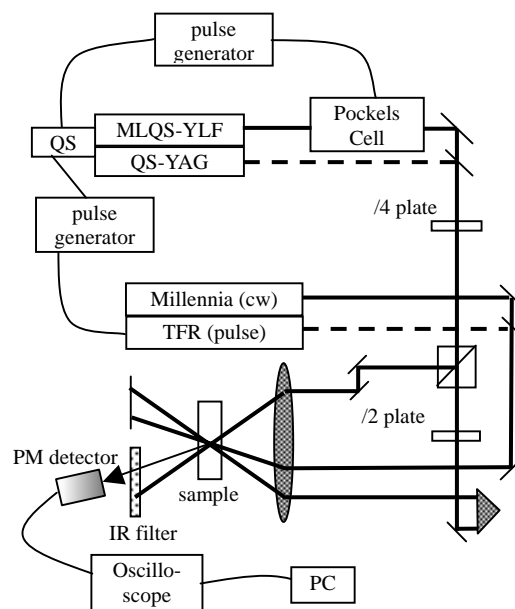 pulse
generator
MLQS-YLF
Pockels
Cell
QS
QS-YAG
/4 plate
pulse
generator
Millennia (cw)
TFR (pulse)
/2 plate
PM detector
sample
IR filter
Oscillo-
scope
PC